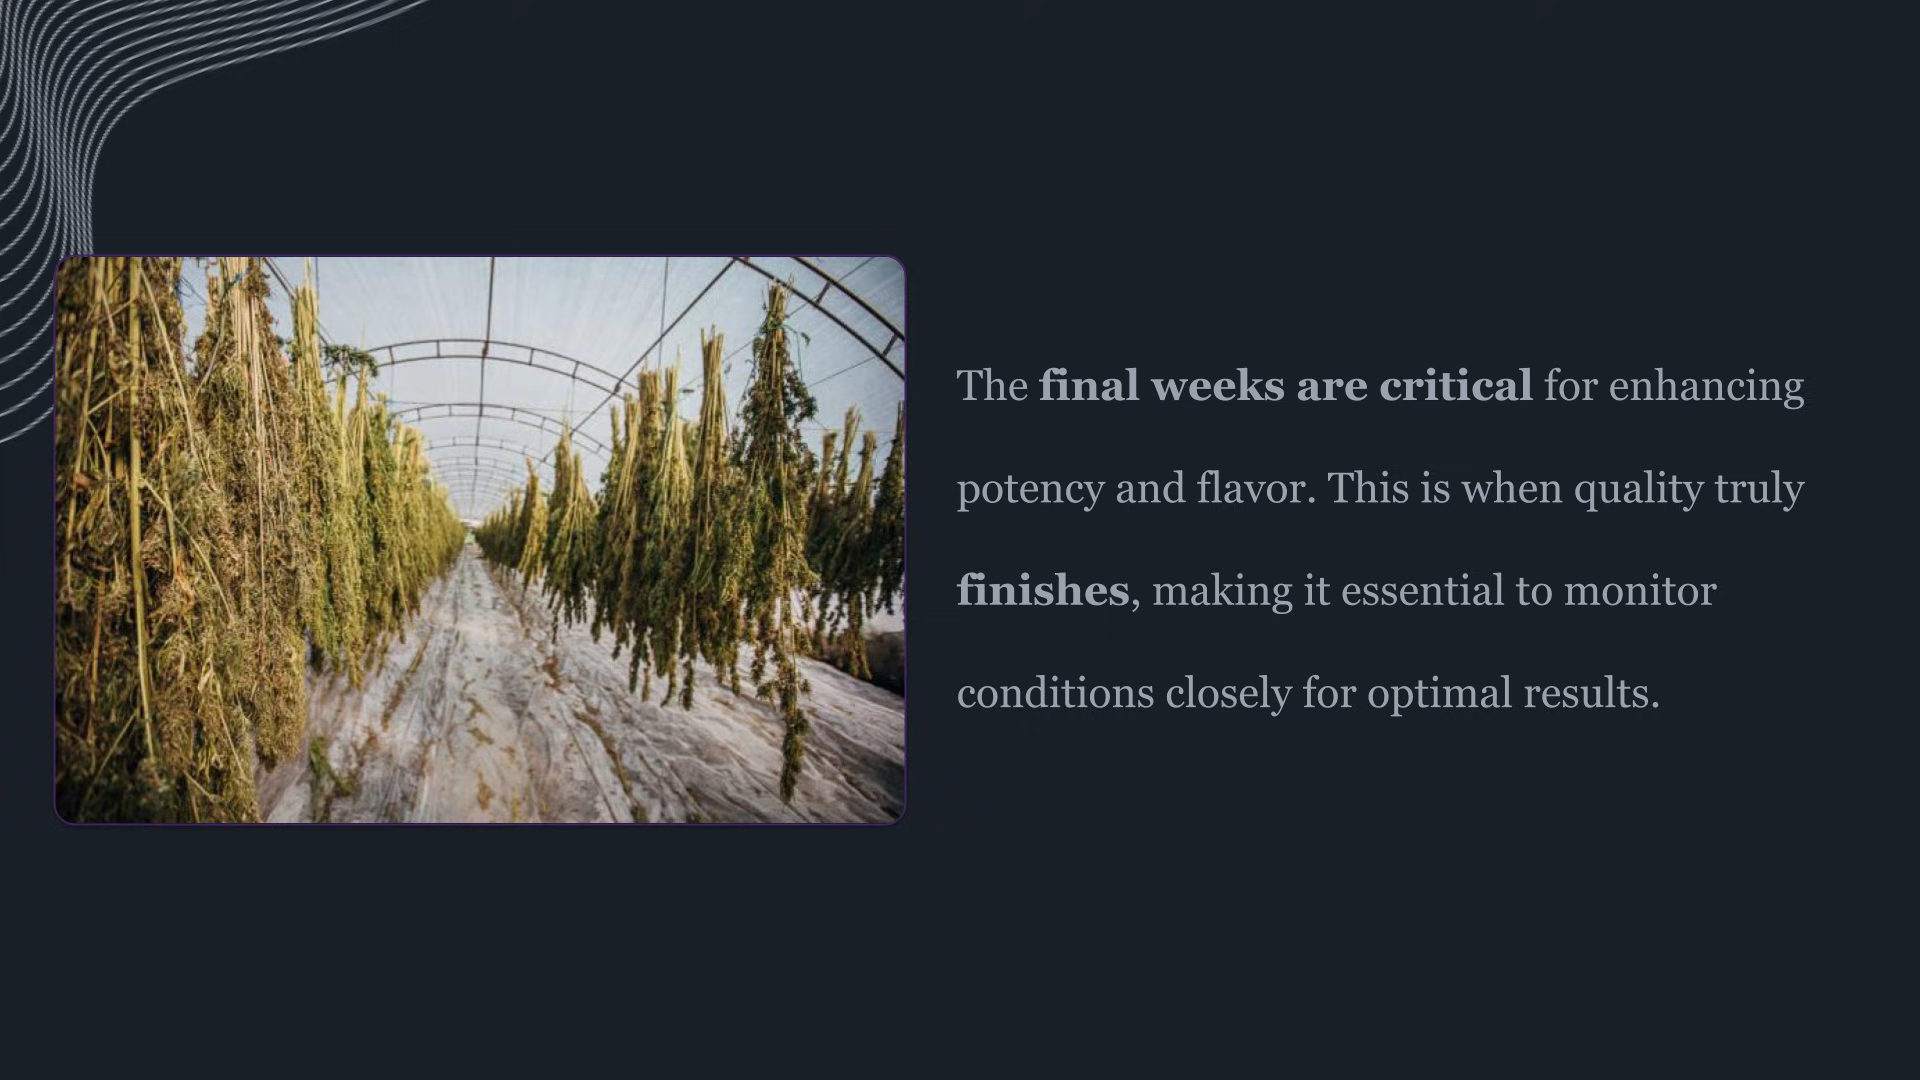 The final weeks are critical for enhancing
potency and flavor. This is when quality truly
finishes, making it essential to monitor
conditions closely for optimal results.